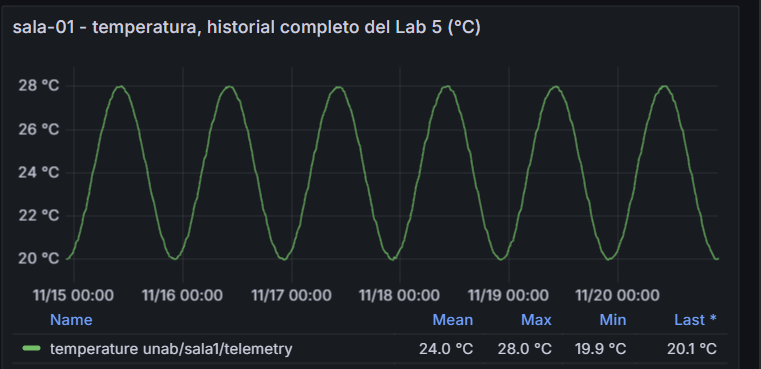 sala-01 - temperatura, historial completo del Lab 5 (°C)
28 °C
26 °C
24 °C
22 °C
20 °C
11/15 00:00 11/16 00:00 11/17 00:00 11/18 00:00 11/19 00:00 11/20 00:00
Name Mean Max Min Last *
temperature unab/sala1/telemetry 24.0 °C 28.0 °C 19.9 °C 20.1 °C